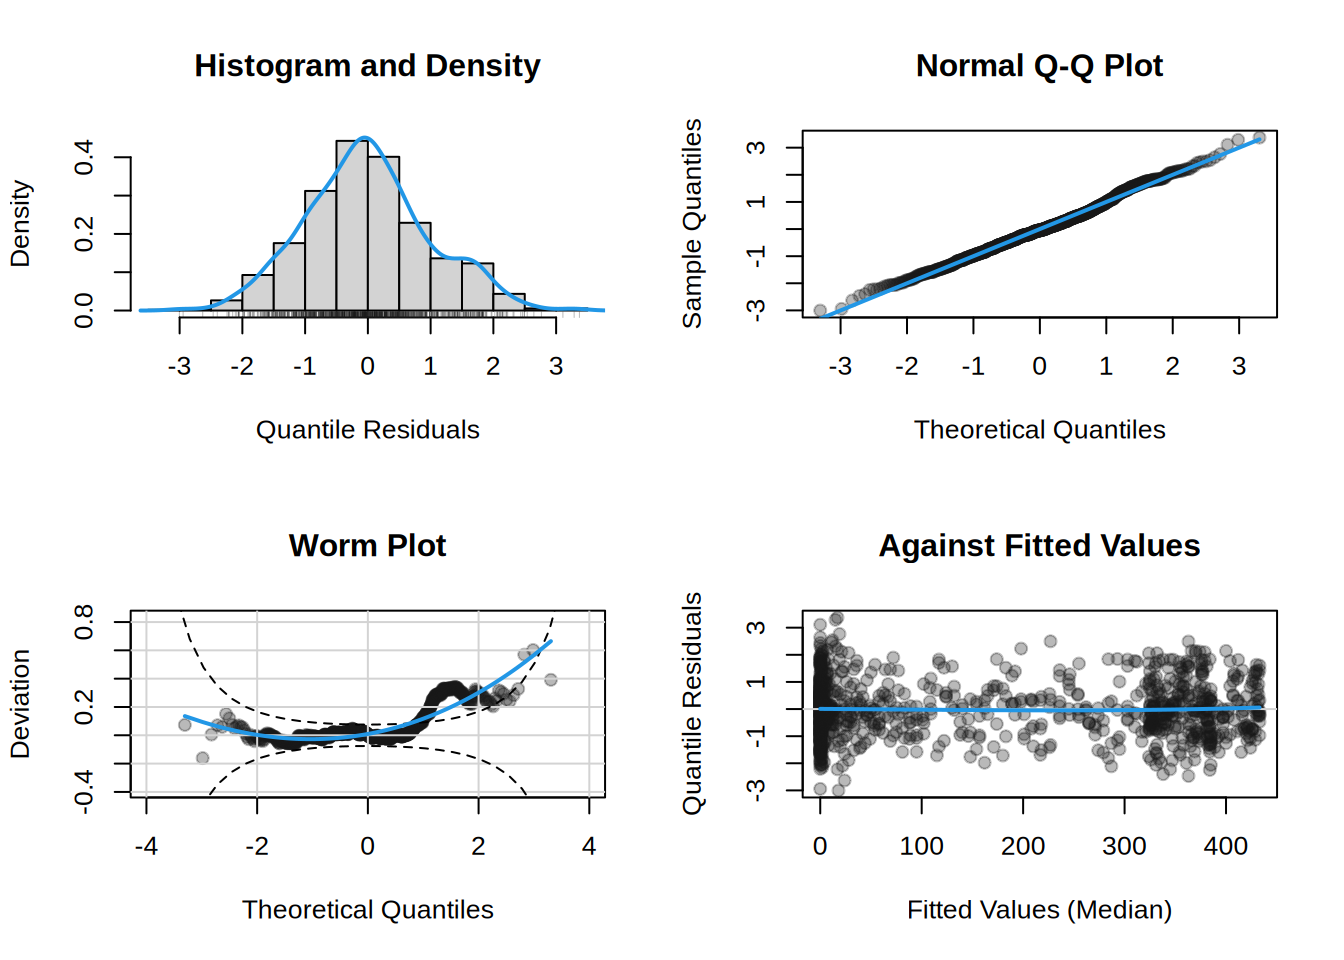 Histogram and Density
Density
0.0 0.2 0.4
-3 -2 -1 0 1 2 3
Quantile Residuals
Normal Q-Q Plot
Sample Quantiles
-3 -1 1 3
-3 -2 -1 0 1 2 3
Theoretical Quantiles
Worm Plot
Deviation
-0.4 0.2 0.8
-4 -2 0 2 4
Theoretical Quantiles
Against Fitted Values
Quantile Residuals
-3 -1 1 3
0 100 200 300 400
Fitted Values (Median)